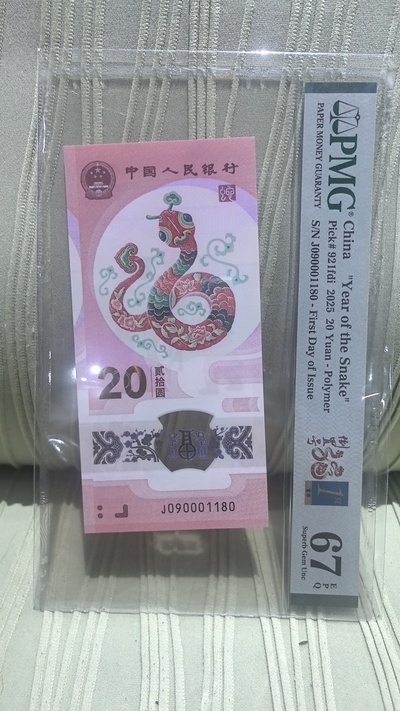 中国人民银行
20
贰拾圆
J090001180
PMG®
PAPER MONEY GUARANTY
China "Year of the Snake"
Pick# 921fdi 2025 20 Yuan - Polymer
S/N J090001180 - First Day of Issue
1
67
EPQ
Superb Gem Unc